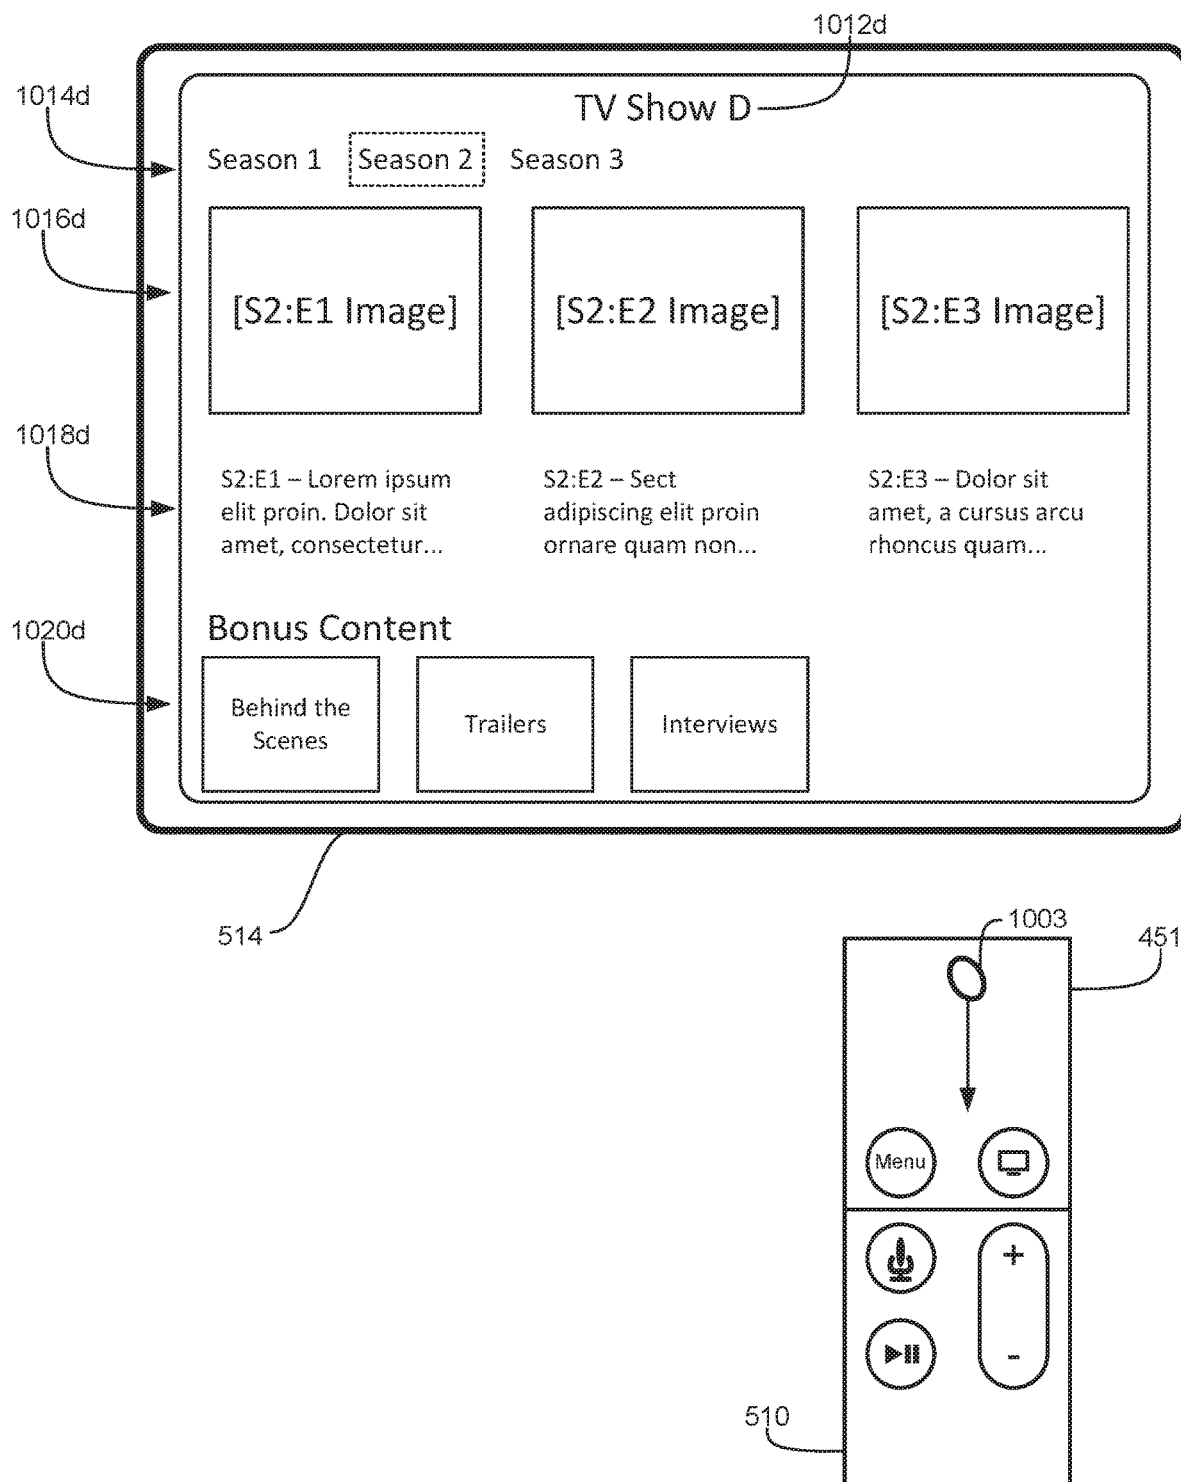 1012d
1014d
TV Show D
Season 1 Season 2 Season 3
1016d
[S2:E1 Image] [S2:E2 Image] [S2:E3 Image]
1018d
S2:E1 – Lorem ipsum
elit proin. Dolor sit
amet, consectetur...
S2:E2 – Sect
adipiscing elit proin
ornare quam non...
S2:E3 – Dolor sit
amet, a cursus arcu
rhoncus quam...
1020d
Bonus Content
Behind the
Scenes
Trailers
Interviews
514
1003
451
Menu
+
-
510